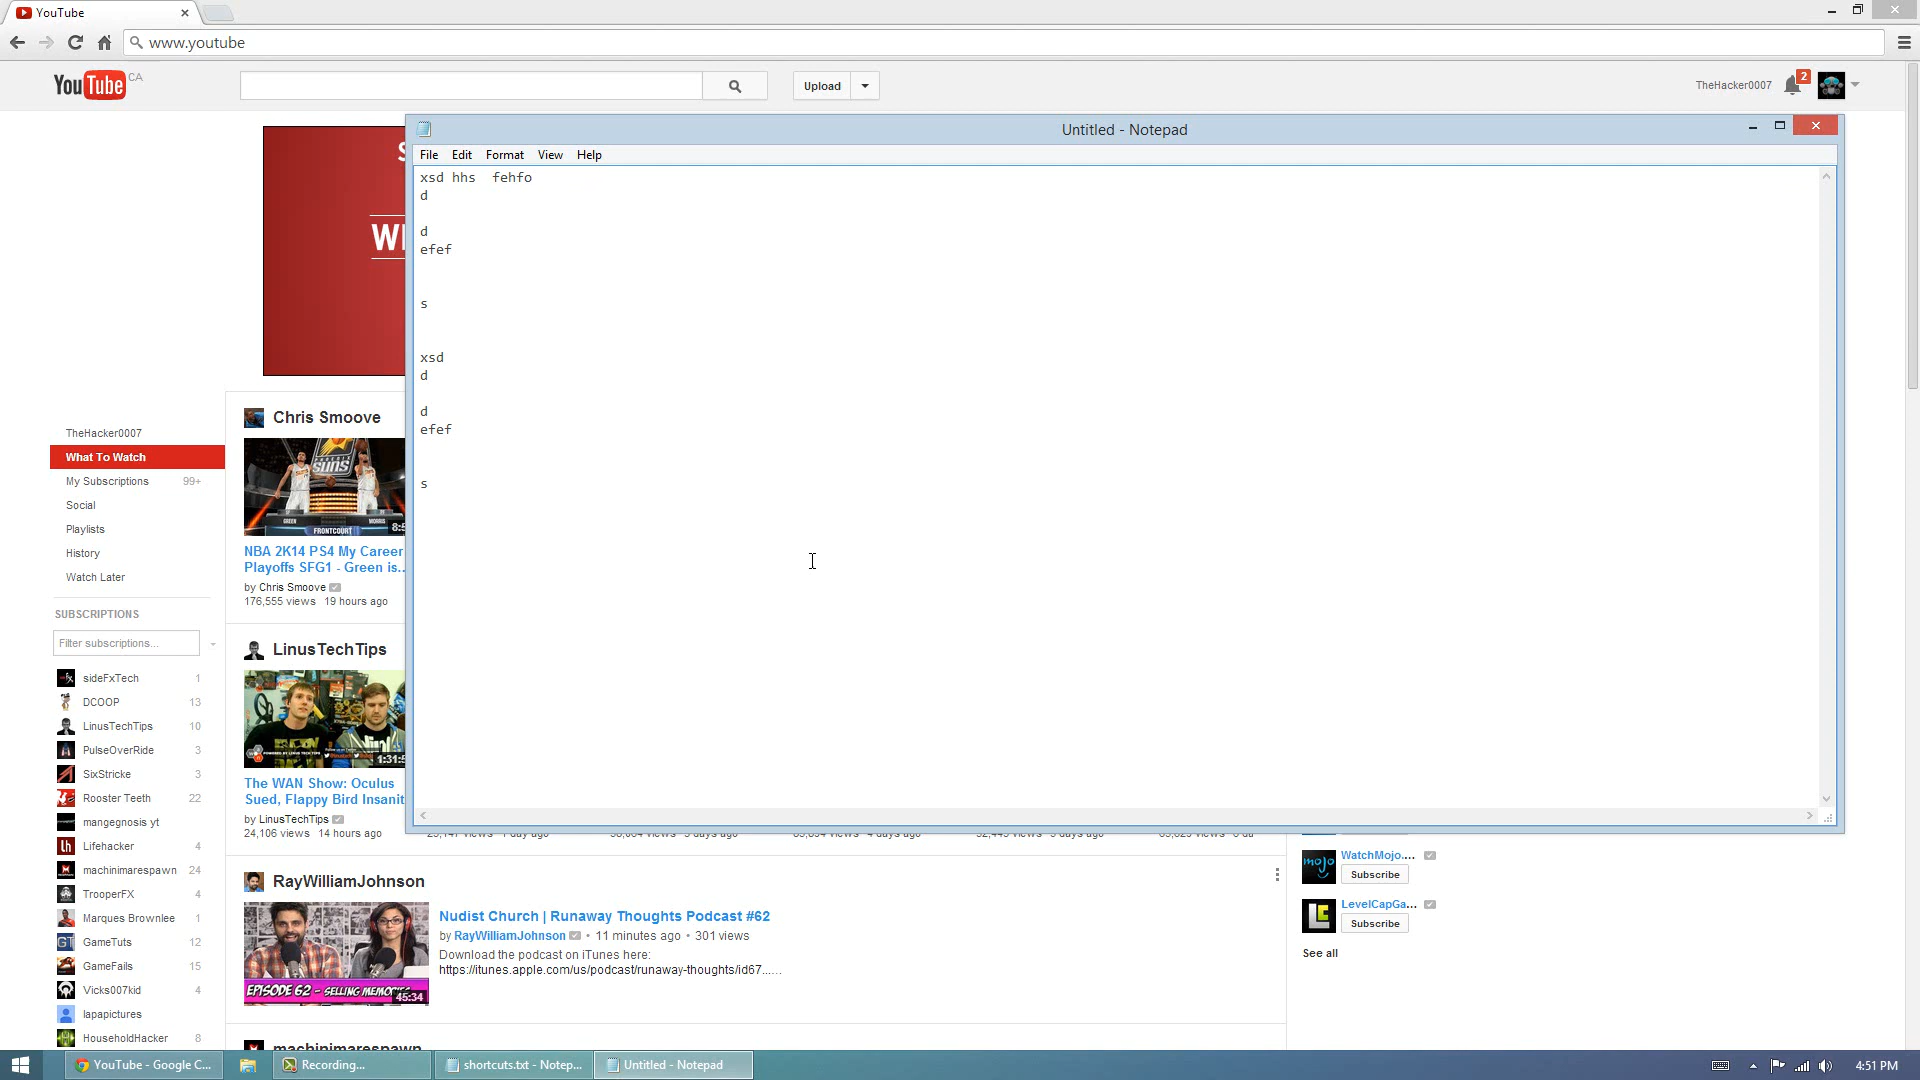 YouTube
www.youtube
YouTube CA
Upload
TheHacker0007
2
Untitled - Notepad
File Edit Format View Help
xsd hhs  fehfo
d
d
efef
s
xsd
d
d
efef
s
TheHacker0007
What To Watch
My Subscriptions 99+
Social
Playlists
History
Watch Later
SUBSCRIPTIONS
Filter subscriptions...
sideFxTech 1
DCOOP 13
LinusTechTips 10
PulseOverRide 3
SixStricke 3
Rooster Teeth 22
mangegnosis yt
Lifehacker 4
machinimarespawn 24
TrooperFX 4
Marques Brownlee 1
GameTuts 12
GameFails 15
Vicks007kid 4
lapapictures
HouseholdHacker 8
Chris Smoove
SUNS
GREEN MORRIS
FRONTCOURT
NBA 2K14 PS4 My Career
Playoffs SFG1 - Green is...
by Chris Smoove
176,555 views 19 hours ago
LinusTechTips
1:31:5
The WAN Show: Oculus
Sued, Flappy Bird Insanit
by LinusTechTips
24,106 views 14 hours ago
RayWilliamJohnson
EPISODE 62 - SELLING MEMORIES
45:34
Nudist Church | Runaway Thoughts Podcast #62
by RayWilliamJohnson • 11 minutes ago • 301 views
Download the podcast on iTunes here:
https://itunes.apple.com/us/podcast/runaway-thoughts/id67......
machinimarespawn
mojo
WatchMojo....
Subscribe
LevelCapGa...
Subscribe
See all
YouTube - Google C...
Recording...
shortcuts.txt - Notep...
Untitled - Notepad
4:51 PM